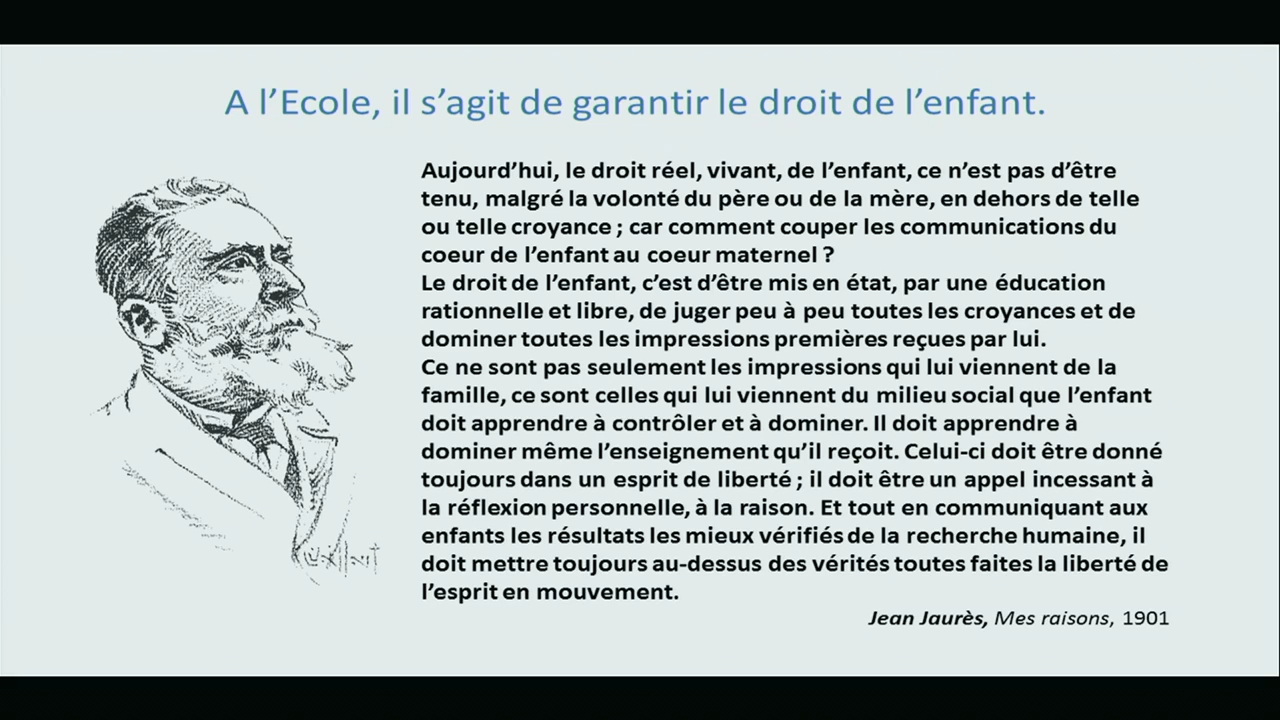 A l’Ecole, il s’agit de garantir le droit de l’enfant.
Aujourd’hui, le droit réel, vivant, de l’enfant, ce n’est pas d’être
tenu, malgré la volonté du père ou de la mère, en dehors de telle
ou telle croyance ; car comment couper les communications du
coeur de l’enfant au coeur maternel ?
Le droit de l’enfant, c’est d’être mis en état, par une éducation
rationnelle et libre, de juger peu à peu toutes les croyances et de
dominer toutes les impressions premières reçues par lui.
Ce ne sont pas seulement les impressions qui lui viennent de la
famille, ce sont celles qui lui viennent du milieu social que l’enfant
doit apprendre à contrôler et à dominer. Il doit apprendre à
dominer même l’enseignement qu’il reçoit. Celui-ci doit être donné
toujours dans un esprit de liberté ; il doit être un appel incessant à
la réflexion personnelle, à la raison. Et tout en communiquant aux
enfants les résultats les mieux vérifiés de la recherche humaine, il
doit mettre toujours au-dessus des vérités toutes faites la liberté de
l’esprit en mouvement.
Jean Jaurès, Mes raisons, 1901